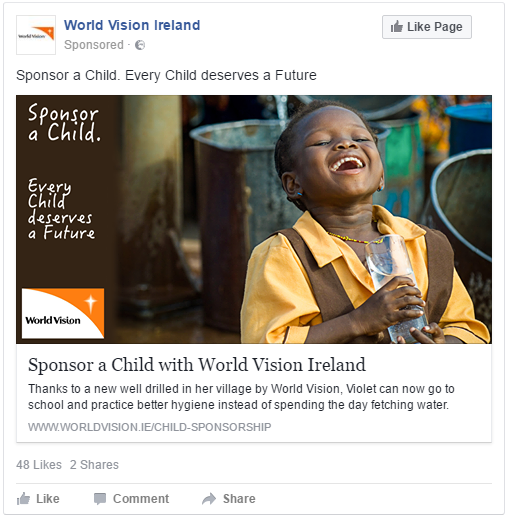 World Vision
World Vision Ireland
Sponsored ·
Like Page
Sponsor a Child. Every Child deserves a Future
Sponsor
a Child.
Every
Child
deserves
a Future
World Vision
Sponsor a Child with World Vision Ireland
Thanks to a new well drilled in her village by World Vision, Violet can now go to
school and practice better hygiene instead of spending the day fetching water.
WWW.WORLDVISION.IE/CHILD-SPONSORSHIP
48 Likes 2 Shares
Like Comment Share